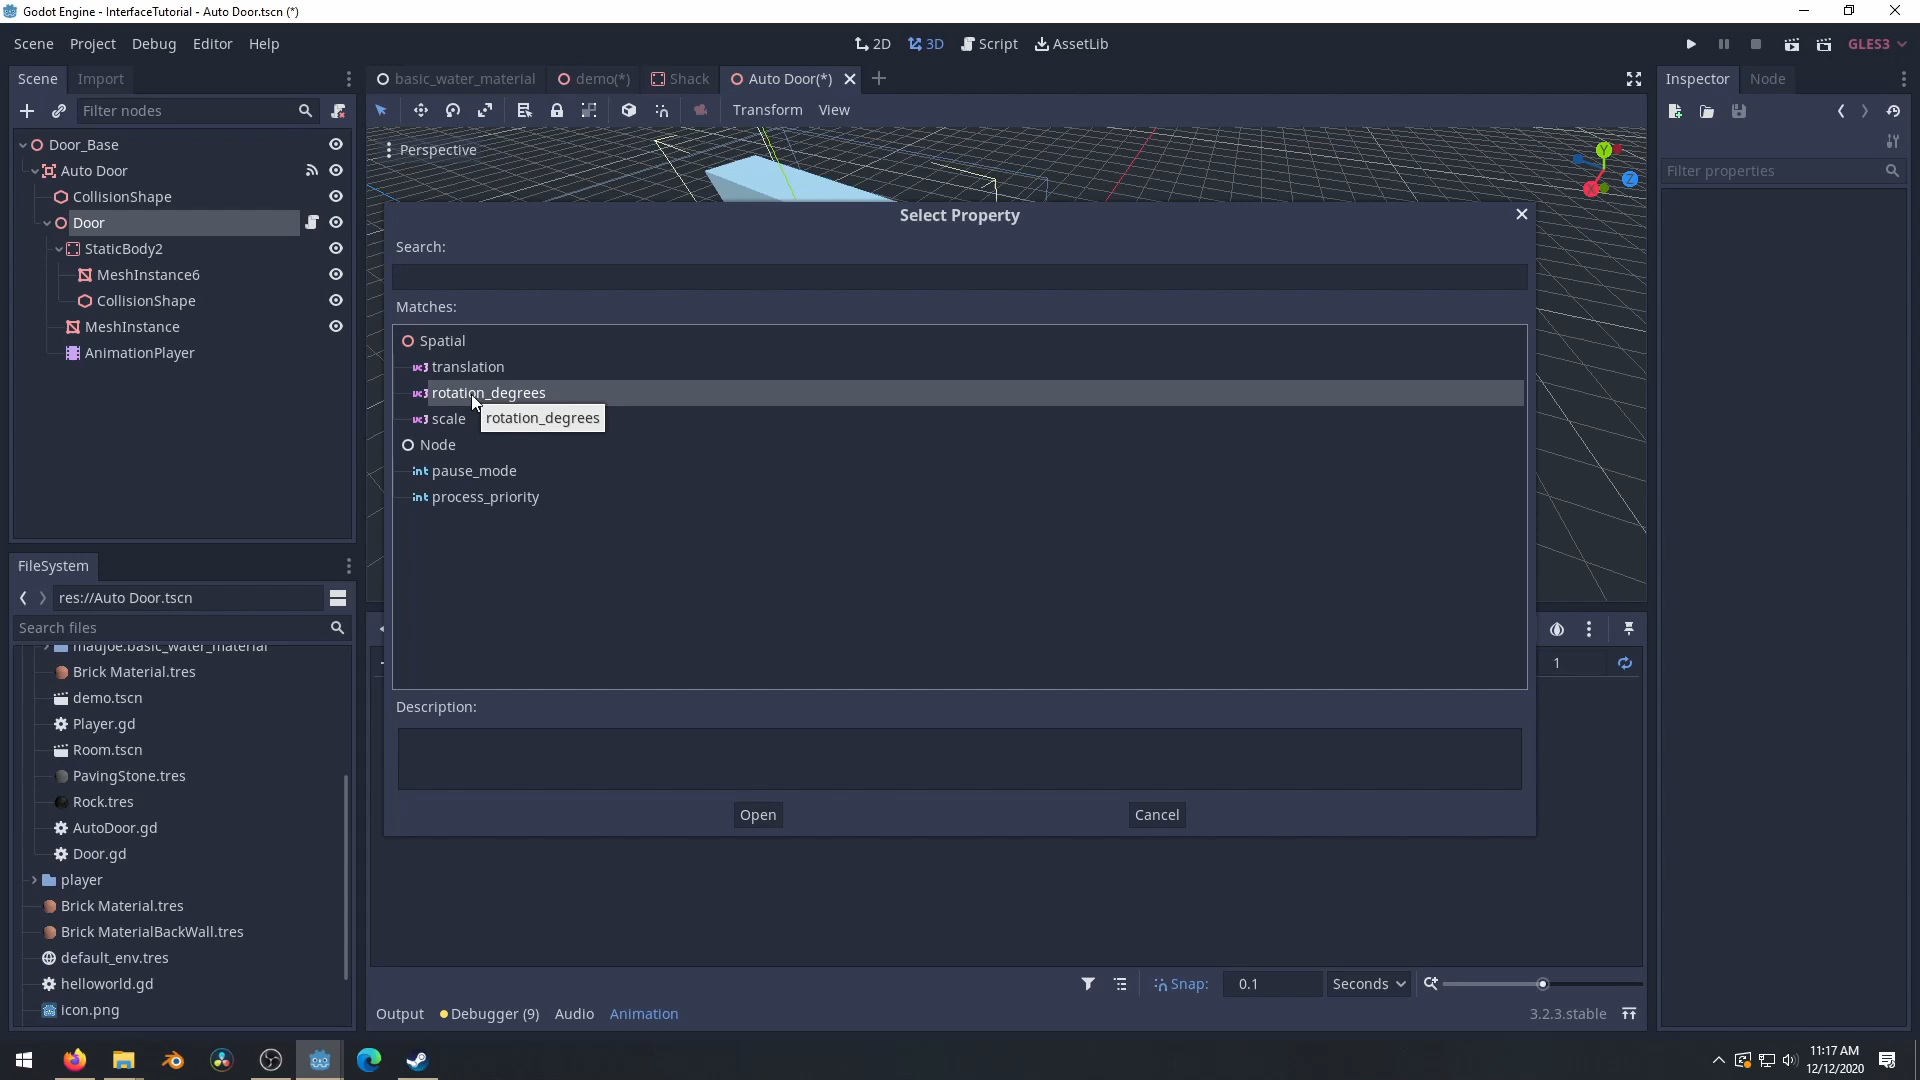 Godot Engine - InterfaceTutorial - Auto Door.tscn (*)
Scene Project Debug Editor Help
2D 3D Script AssetLib
GLES3
Scene Import
basic_water_material demo(*) Shack Auto Door(*)
Inspector Node
Filter nodes
Transform View
Perspective
Filter properties
Door_Base
Auto Door
CollisionShape
Door
StaticBody2
MeshInstance6
CollisionShape
MeshInstance
AnimationPlayer
Y
Z
X
Select Property
Search:
Matches:
Spatial
translation
rotation_degrees
scale
rotation_degrees
Node
pause_mode
process_priority
Description:
Open Cancel
FileSystem
res://Auto Door.tscn
Search files
maujoe.basic_water_material
Brick Material.tres
demo.tscn
Player.gd
Room.tscn
PavingStone.tres
Rock.tres
AutoDoor.gd
Door.gd
player
Brick Material.tres
Brick MaterialBackWall.tres
default_env.tres
helloworld.gd
icon.png
1
Snap: 0.1 Seconds
Output Debugger (9) Audio Animation
3.2.3.stable
11:17 AM
12/12/2020